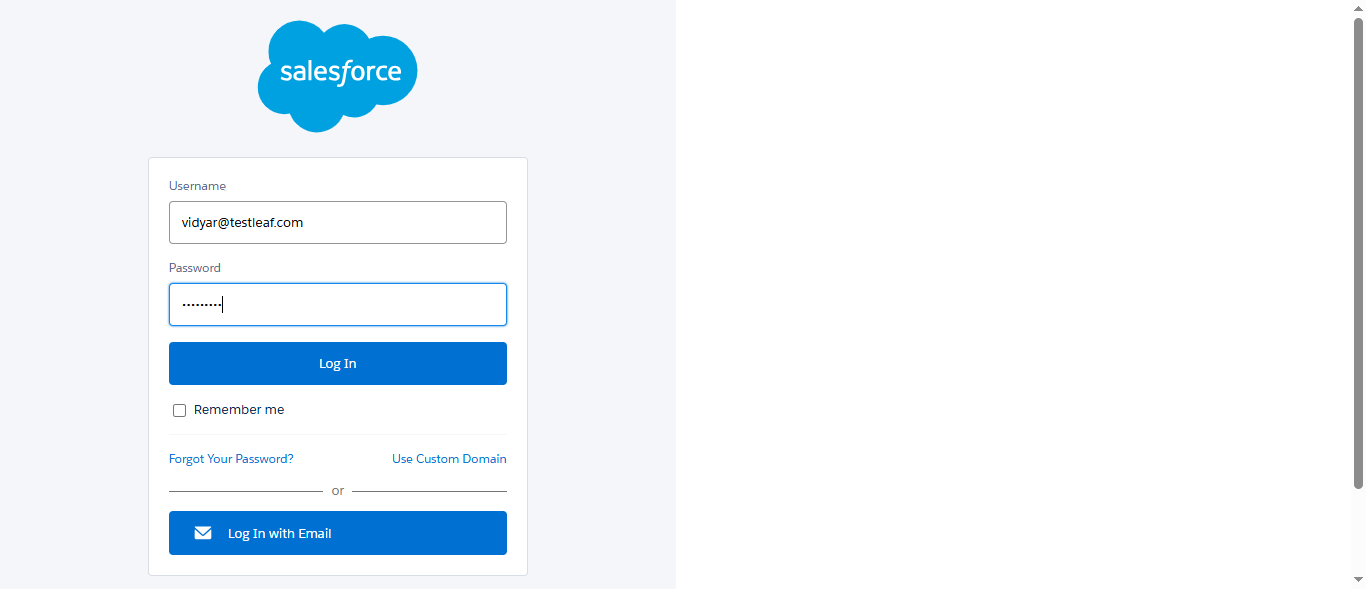 salesforce
Username
vidyar@testleaf.com
Password
•••••••••
Log In
Remember me
Forgot Your Password? Use Custom Domain
or
Log In with Email